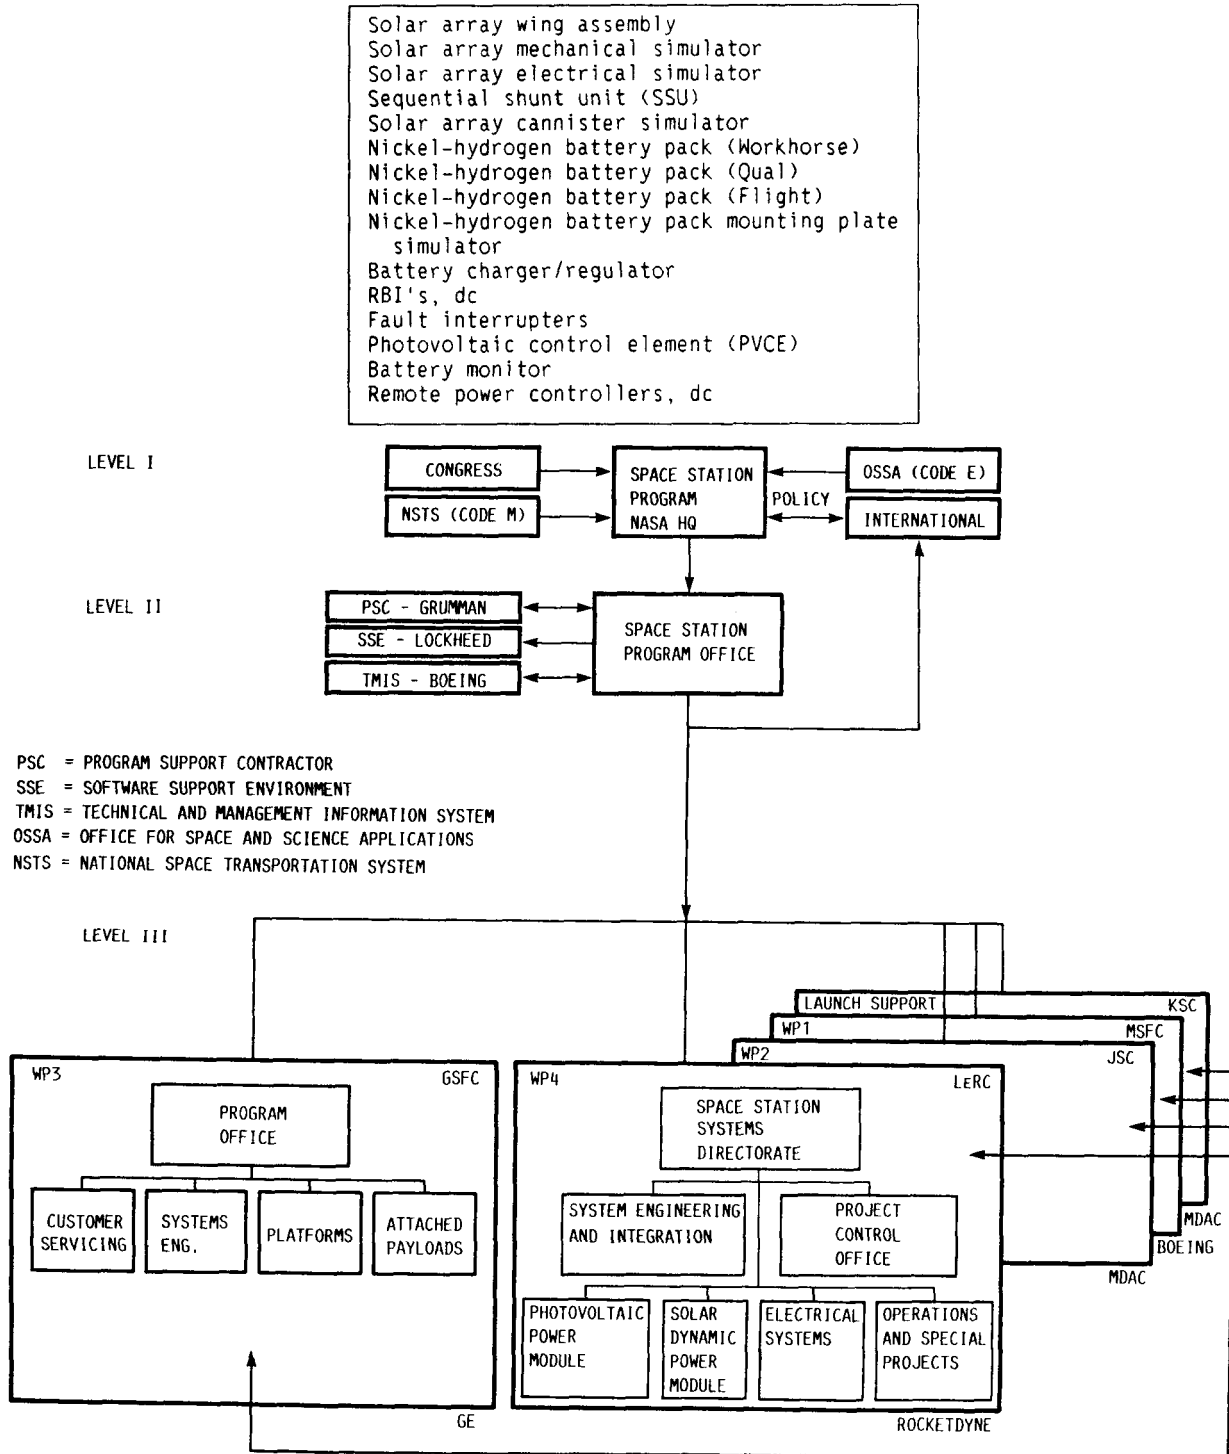 Solar array wing assembly
Solar array mechanical simulator
Solar array electrical simulator
Sequential shunt unit (SSU)
Solar array cannister simulator
Nickel-hydrogen battery pack (Workhorse)
Nickel-hydrogen battery pack (Qual)
Nickel-hydrogen battery pack (Flight)
Nickel-hydrogen battery pack mounting plate
simulator
Battery charger/regulator
RBI's, dc
Fault interrupters
Photovoltaic control element (PVCE)
Battery monitor
Remote power controllers, dc
LEVEL I
CONGRESS
NSTS (CODE M)
SPACE STATION
PROGRAM
NASA HQ
POLICY
OSSA (CODE E)
INTERNATIONAL
LEVEL II
PSC - GRUMMAN
SSE - LOCKHEED
TMIS - BOEING
SPACE STATION
PROGRAM OFFICE
PSC = PROGRAM SUPPORT CONTRACTOR
SSE = SOFTWARE SUPPORT ENVIRONMENT
TMIS = TECHNICAL AND MANAGEMENT INFORMATION SYSTEM
OSSA = OFFICE FOR SPACE AND SCIENCE APPLICATIONS
NSTS = NATIONAL SPACE TRANSPORTATION SYSTEM
LEVEL III
LAUNCH SUPPORT KSC
WP1 MSFC
WP2 JSC
WP3 GSFC
PROGRAM
OFFICE
CUSTOMER
SERVICING
SYSTEMS
ENG.
PLATFORMS
ATTACHED
PAYLOADS
GE
WP4 LeRC
SPACE STATION
SYSTEMS
DIRECTORATE
SYSTEM ENGINEERING
AND INTEGRATION
PROJECT
CONTROL
OFFICE
PHOTOVOLTAIC
POWER
MODULE
SOLAR
DYNAMIC
POWER
MODULE
ELECTRICAL
SYSTEMS
OPERATIONS
AND SPECIAL
PROJECTS
ROCKETDYNE
MDAC
BOEING
MDAC